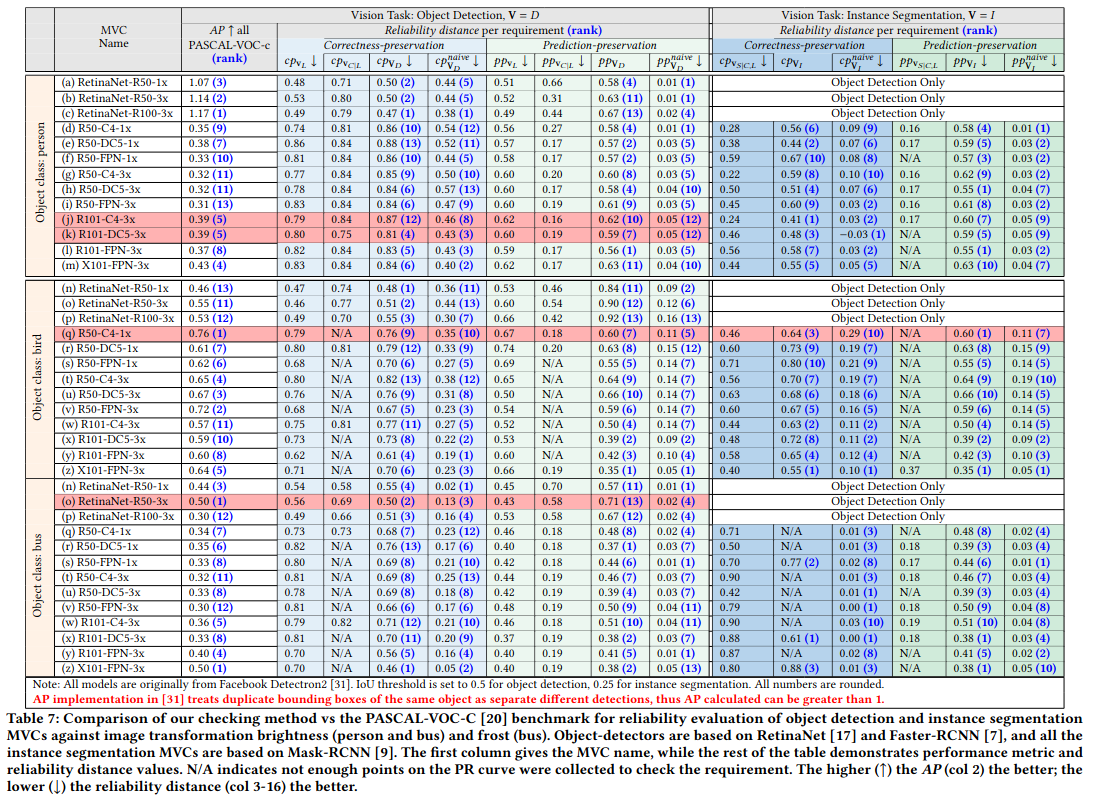 Vision Task: Object Detection, V = D Vision Task: Instance Segmentation, V = I
MVC Name AP ↑ all PASCAL-VOC-c (rank) Reliability distance per requirement (rank) Reliability distance per requirement (rank)
Correctness-preservation Prediction-preservation Correctness-preservation Prediction-preservation
cp_V_L ↓ cp_V_C|L ↓ cp_V_D ↓ cp^naive_V_D ↓ pp_V_L ↓ pp_V_C|L ↓ pp_V_D ↓ pp^naive_V_D ↓ cp_V_S|C,L ↓ cp_V_I ↓ cp^naive_V_I ↓ pp_V_S|C,L ↓ pp_V_I ↓ pp^naive_V_I ↓
Object class: person
(a) RetinaNet-R50-1x 1.07 (3) 0.48 0.71 0.50 (2) 0.44 (5) 0.51 0.66 0.58 (4) 0.01 (1) Object Detection Only
(b) RetinaNet-R50-3x 1.14 (2) 0.53 0.80 0.50 (2) 0.44 (5) 0.52 0.31 0.63 (11) 0.01 (1) Object Detection Only
(c) RetinaNet-R100-3x 1.17 (1) 0.49 0.79 0.47 (1) 0.38 (1) 0.49 0.44 0.67 (13) 0.02 (4) Object Detection Only
(d) R50-C4-1x 0.35 (9) 0.74 0.81 0.86 (10) 0.54 (12) 0.56 0.27 0.58 (4) 0.01 (1) 0.28 0.56 (6) 0.09 (9) 0.16 0.58 (4) 0.01 (1)
(e) R50-DC5-1x 0.38 (7) 0.86 0.84 0.88 (13) 0.52 (11) 0.57 0.17 0.57 (2) 0.03 (5) 0.38 0.44 (2) 0.07 (6) 0.17 0.59 (5) 0.03 (2)
(f) R50-FPN-1x 0.33 (10) 0.81 0.84 0.86 (10) 0.44 (5) 0.58 0.17 0.57 (2) 0.03 (5) 0.59 0.67 (10) 0.08 (8) N/A 0.57 (3) 0.03 (2)
(g) R50-C4-3x 0.32 (11) 0.77 0.84 0.85 (9) 0.50 (10) 0.60 0.20 0.60 (8) 0.03 (5) 0.22 0.59 (8) 0.10 (10) 0.16 0.62 (9) 0.03 (2)
(h) R50-DC5-3x 0.32 (11) 0.78 0.84 0.84 (6) 0.57 (13) 0.60 0.17 0.58 (4) 0.04 (10) 0.50 0.51 (4) 0.07 (6) 0.17 0.55 (1) 0.04 (7)
(i) R50-FPN-3x 0.31 (13) 0.83 0.84 0.84 (6) 0.47 (9) 0.60 0.19 0.61 (9) 0.03 (5) 0.45 0.60 (9) 0.03 (2) 0.16 0.61 (8) 0.03 (2)
(j) R101-C4-3x 0.39 (5) 0.79 0.84 0.87 (12) 0.46 (8) 0.62 0.16 0.62 (10) 0.05 (12) 0.24 0.41 (1) 0.03 (2) 0.17 0.60 (7) 0.05 (9)
(k) R101-DC5-3x 0.39 (5) 0.80 0.75 0.81 (4) 0.43 (3) 0.60 0.19 0.59 (7) 0.05 (12) 0.46 0.48 (3) −0.03 (1) N/A 0.59 (5) 0.05 (9)
(l) R101-FPN-3x 0.37 (8) 0.82 0.84 0.83 (5) 0.43 (3) 0.59 0.17 0.56 (1) 0.03 (5) 0.56 0.58 (7) 0.03 (2) N/A 0.55 (1) 0.03 (2)
(m) X101-FPN-3x 0.43 (4) 0.83 0.84 0.84 (6) 0.40 (2) 0.62 0.17 0.63 (11) 0.04 (10) 0.44 0.55 (5) 0.05 (5) N/A 0.63 (10) 0.04 (7)
Object class: bird
(n) RetinaNet-R50-1x 0.46 (13) 0.47 0.74 0.48 (1) 0.36 (11) 0.53 0.46 0.84 (11) 0.09 (2) Object Detection Only
(o) RetinaNet-R50-3x 0.55 (11) 0.46 0.77 0.51 (2) 0.44 (13) 0.60 0.54 0.90 (12) 0.12 (6) Object Detection Only
(p) RetinaNet-R100-3x 0.53 (12) 0.49 0.70 0.55 (3) 0.30 (7) 0.66 0.42 0.92 (13) 0.16 (13) Object Detection Only
(q) R50-C4-1x 0.76 (1) 0.79 N/A 0.76 (9) 0.35 (10) 0.67 0.18 0.60 (7) 0.11 (5) 0.46 0.64 (3) 0.29 (10) N/A 0.60 (1) 0.11 (7)
(r) R50-DC5-1x 0.61 (7) 0.80 0.81 0.79 (12) 0.33 (9) 0.74 0.20 0.63 (8) 0.15 (12) 0.60 0.73 (9) 0.19 (7) N/A 0.63 (8) 0.15 (9)
(s) R50-FPN-1x 0.62 (6) 0.68 N/A 0.70 (6) 0.27 (5) 0.69 N/A 0.55 (5) 0.14 (7) 0.71 0.80 (10) 0.21 (9) N/A 0.55 (5) 0.14 (5)
(t) R50-C4-3x 0.65 (4) 0.80 N/A 0.82 (13) 0.38 (12) 0.65 N/A 0.64 (9) 0.14 (7) 0.56 0.70 (7) 0.19 (7) N/A 0.64 (9) 0.19 (10)
(u) R50-DC5-3x 0.67 (3) 0.76 N/A 0.76 (9) 0.31 (8) 0.50 N/A 0.66 (10) 0.14 (7) 0.63 0.68 (6) 0.18 (6) N/A 0.66 (10) 0.14 (5)
(v) R50-FPN-3x 0.72 (2) 0.68 N/A 0.67 (5) 0.23 (3) 0.54 N/A 0.59 (6) 0.14 (7) 0.60 0.67 (5) 0.16 (5) N/A 0.59 (6) 0.14 (5)
(w) R101-C4-3x 0.57 (11) 0.75 0.81 0.77 (11) 0.27 (5) 0.52 N/A 0.50 (4) 0.14 (7) 0.44 0.63 (2) 0.11 (2) N/A 0.50 (4) 0.14 (5)
(x) R101-DC5-3x 0.59 (10) 0.73 N/A 0.73 (8) 0.22 (2) 0.53 N/A 0.39 (2) 0.09 (2) 0.48 0.72 (8) 0.11 (2) N/A 0.39 (2) 0.09 (2)
(y) R101-FPN-3x 0.60 (8) 0.62 N/A 0.61 (4) 0.19 (1) 0.60 N/A 0.42 (3) 0.10 (4) 0.58 0.65 (4) 0.12 (4) N/A 0.42 (3) 0.10 (3)
(z) X101-FPN-3x 0.64 (5) 0.71 N/A 0.70 (6) 0.23 (3) 0.66 0.19 0.35 (1) 0.05 (1) 0.40 0.55 (1) 0.10 (1) 0.37 0.35 (1) 0.05 (1)
Object class: bus
(n) RetinaNet-R50-1x 0.44 (3) 0.54 0.58 0.55 (4) 0.02 (1) 0.45 0.70 0.57 (11) 0.01 (1) Object Detection Only
(o) RetinaNet-R50-3x 0.50 (1) 0.56 0.69 0.50 (2) 0.13 (3) 0.43 0.58 0.71 (13) 0.02 (4) Object Detection Only
(p) RetinaNet-R100-3x 0.30 (12) 0.49 0.66 0.51 (3) 0.16 (4) 0.53 0.58 0.67 (12) 0.02 (4) Object Detection Only
(q) R50-C4-1x 0.34 (7) 0.73 0.73 0.68 (7) 0.23 (12) 0.46 0.18 0.48 (8) 0.02 (4) 0.71 N/A 0.01 (3) N/A 0.48 (8) 0.02 (4)
(r) R50-DC5-1x 0.35 (6) 0.82 N/A 0.76 (13) 0.17 (6) 0.40 0.18 0.37 (1) 0.03 (7) 0.50 N/A 0.01 (3) 0.18 0.39 (3) 0.03 (4)
(s) R50-FPN-1x 0.33 (8) 0.80 N/A 0.69 (8) 0.21 (10) 0.42 0.18 0.44 (6) 0.01 (1) 0.70 0.77 (2) 0.02 (8) 0.17 0.44 (6) 0.01 (1)
(t) R50-C4-3x 0.32 (11) 0.81 N/A 0.69 (8) 0.25 (13) 0.44 0.19 0.46 (7) 0.03 (7) 0.90 N/A 0.01 (3) 0.18 0.46 (7) 0.03 (4)
(u) R50-DC5-3x 0.33 (8) 0.78 N/A 0.69 (8) 0.18 (8) 0.42 0.19 0.39 (4) 0.03 (7) 0.42 N/A 0.01 (1) N/A 0.39 (3) 0.03 (4)
(v) R50-FPN-3x 0.30 (12) 0.81 N/A 0.66 (6) 0.17 (6) 0.48 0.19 0.50 (9) 0.04 (11) 0.79 N/A 0.00 (1) 0.18 0.50 (9) 0.04 (8)
(w) R101-C4-3x 0.36 (5) 0.79 0.82 0.71 (12) 0.21 (10) 0.46 0.18 0.51 (10) 0.04 (11) 0.90 N/A 0.03 (10) 0.19 0.51 (10) 0.04 (8)
(x) R101-DC5-3x 0.33 (8) 0.81 N/A 0.70 (11) 0.20 (9) 0.37 0.19 0.38 (2) 0.03 (7) 0.88 0.61 (1) 0.00 (1) 0.18 0.38 (1) 0.03 (4)
(y) R101-FPN-3x 0.40 (4) 0.70 N/A 0.56 (5) 0.16 (4) 0.40 0.19 0.41 (5) 0.01 (1) 0.87 N/A 0.02 (8) N/A 0.41 (5) 0.02 (2)
(z) X101-FPN-3x 0.50 (1) 0.70 N/A 0.46 (1) 0.05 (2) 0.40 0.19 0.38 (2) 0.05 (13) 0.80 0.88 (3) 0.01 (3) N/A 0.38 (1) 0.05 (10)
Note: All models are originally from Facebook Detectron2 [31]. IoU threshold is set to 0.5 for object detection, 0.25 for instance segmentation. All numbers are rounded.
AP implementation in [31] treats duplicate bounding boxes of the same object as separate different detections, thus AP calculated can be greater than 1.
Table 7: Comparison of our checking method vs the PASCAL-VOC-C [20] benchmark for reliability evaluation of object detection and instance segmentation
MVCs against image transformation brightness (person and bus) and frost (bus). Object-detectors are based on RetinaNet [17] and Faster-RCNN [7], and all the
instance segmentation MVCs are based on Mask-RCNN [9]. The first column gives the MVC name, while the rest of the table demonstrates performance metric and
reliability distance values. N/A indicates not enough points on the PR curve were collected to check the requirement. The higher (↑) the AP (col 2) the better; the
lower (↓) the reliability distance (col 3-16) the better.